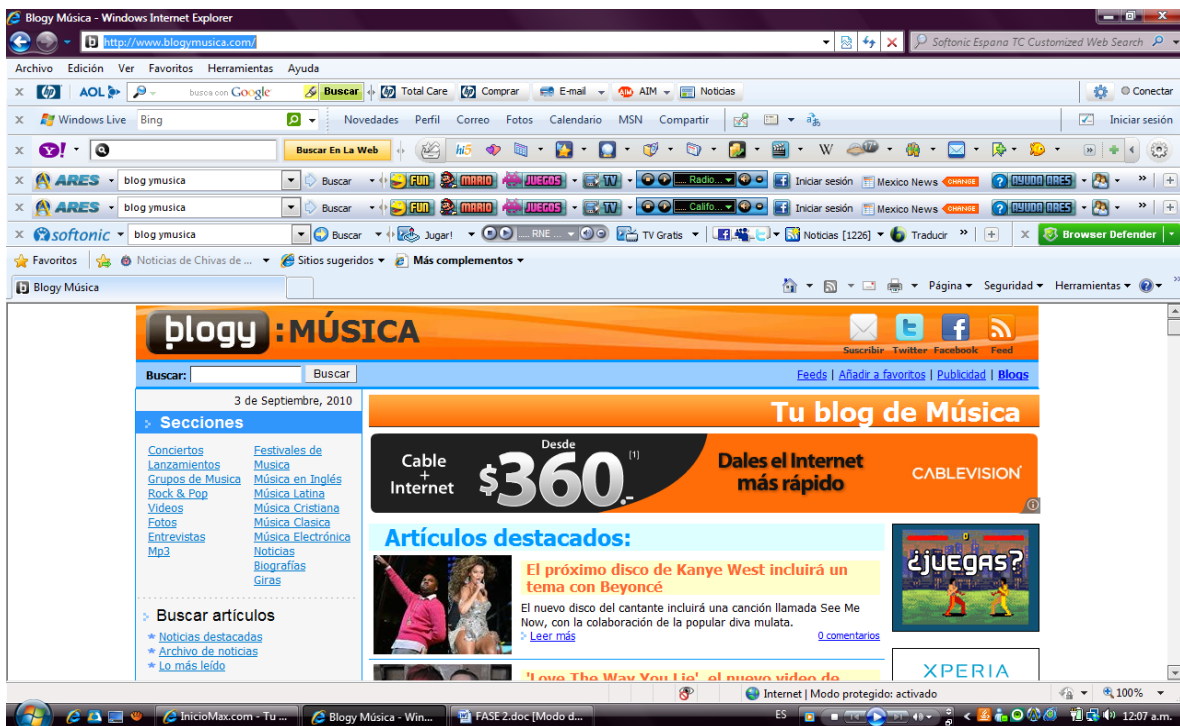 Blogy Música - Windows Internet Explorer
http://www.blogymusica.com/
Softonic Espana TC Customized Web Search
Archivo Edición Ver Favoritos Herramientas Ayuda
hp AOL busca con Google Buscar Total Care Comprar E-mail AIM Noticias Conectar
Windows Live Bing Novedades Perfil Correo Fotos Calendario MSN Compartir Iniciar sesión
Y! Buscar En La Web hi5 W
ARES blog ymusica Buscar FUN MARIO JUEGOS TV .... Radio... Iniciar sesión Mexico News CHANGE AYUDA ARES
ARES blog ymusica Buscar FUN MARIO JUEGOS TV .... Califo... Iniciar sesión Mexico News CHANGE AYUDA ARES
softonic blog ymusica Buscar Jugar! .... RNE ... TV Gratis Noticias [1226] Traducir Browser Defender
Favoritos Noticias de Chivas de ... Sitios sugeridos Más complementos
Blogy Música Página Seguridad Herramientas
blogy :MÚSICA
Suscribir Twitter Facebook Feed
Buscar: Buscar
Feeds | Añadir a favoritos | Publicidad | Blogs
3 de Septiembre, 2010
Secciones
Conciertos
Lanzamientos
Grupos de Musica
Rock & Pop
Videos
Fotos
Entrevistas
Mp3
Festivales de
Musica
Música en Inglés
Música Latina
Música Cristiana
Música Clasica
Música Electrónica
Noticias
Biografías
Giras
Buscar artículos
Noticias destacadas
Archivo de noticias
Lo más leído
Tu blog de Música
Cable
+
Internet
Desde
$360.- [1]
Dales el Internet
más rápido
CABLEVISION
Artículos destacados:
El próximo disco de Kanye West incluirá un
tema con Beyoncé
El nuevo disco del cantante incluirá una canción llamada See Me
Now, con la colaboración de la popular diva mulata.
Leer más
0 comentarios
'Love The Way You Lie', el nuevo video de
¿juegas?
XPERIA
Internet | Modo protegido: activado 100%
InicioMax.com - Tu ... Blogy Música - Win... FASE 2.doc [Modo d... ES 12:07 a.m.